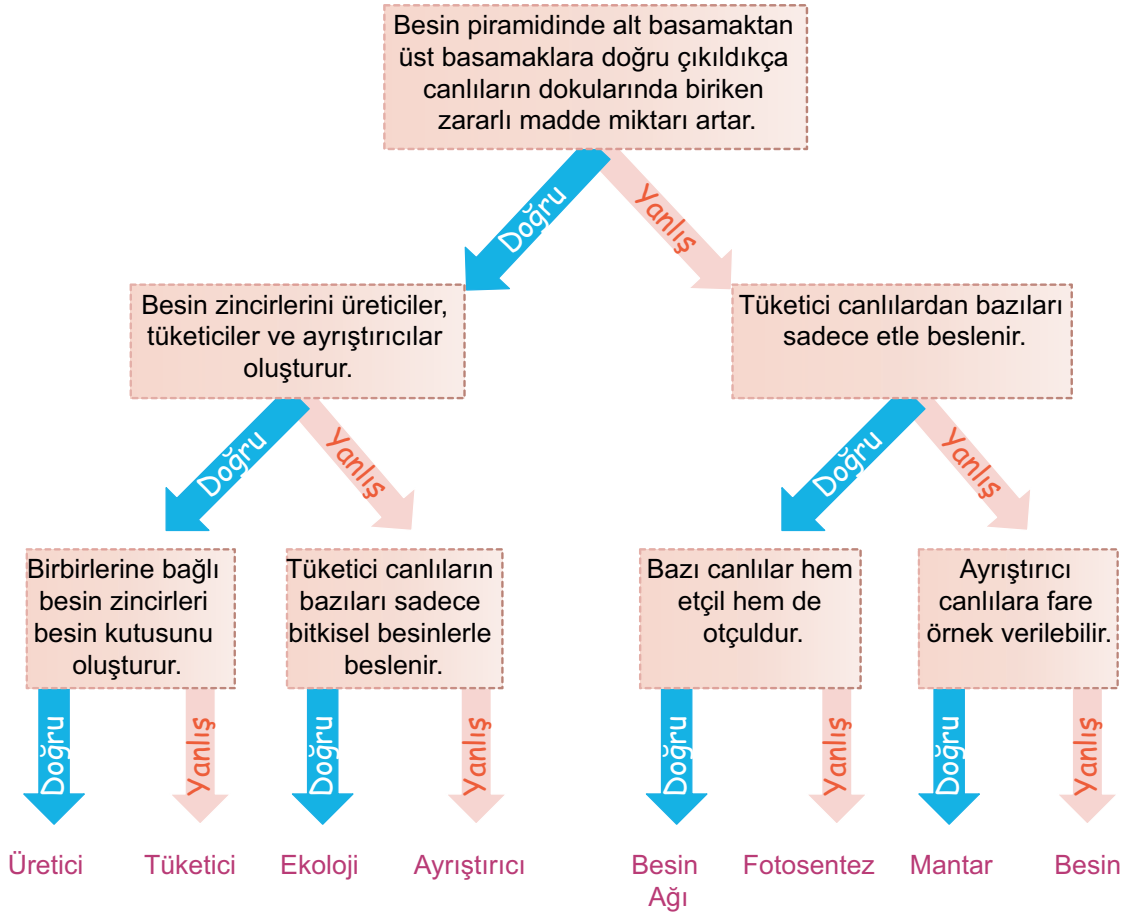 Besin piramidinde alt basamaktan
üst basamaklara doğru çıkıldıkça
canlıların dokularında biriken
zararlı madde miktarı artar.
Doğru
Yanlış
Besin zincirlerini üreticiler,
tüketiciler ve ayrıştırıcılar
oluşturur.
Tüketici canlılardan bazıları
sadece etle beslenir.
Doğru
Yanlış
Doğru
Yanlış
Birbirlerine bağlı
besin zincirleri
besin kutusunu
oluşturur.
Tüketici canlıların
bazıları sadece
bitkisel besinlerle
beslenir.
Bazı canlılar hem
etçil hem de
otçuldur.
Ayrıştırıcı
canlılara fare
örnek verilebilir.
Doğru
Yanlış
Doğru
Yanlış
Doğru
Yanlış
Doğru
Yanlış
Üretici
Tüketici
Ekoloji
Ayrıştırıcı
Besin
Ağı
Fotosentez
Mantar
Besin